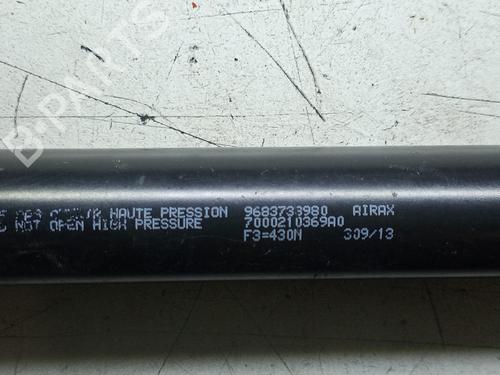 B-PARTS
HAUTE PRESSION 9683733980 AIRAX
NOT OPEN HIGH PRESSURE 7000210369A0
F3=430N 309/13